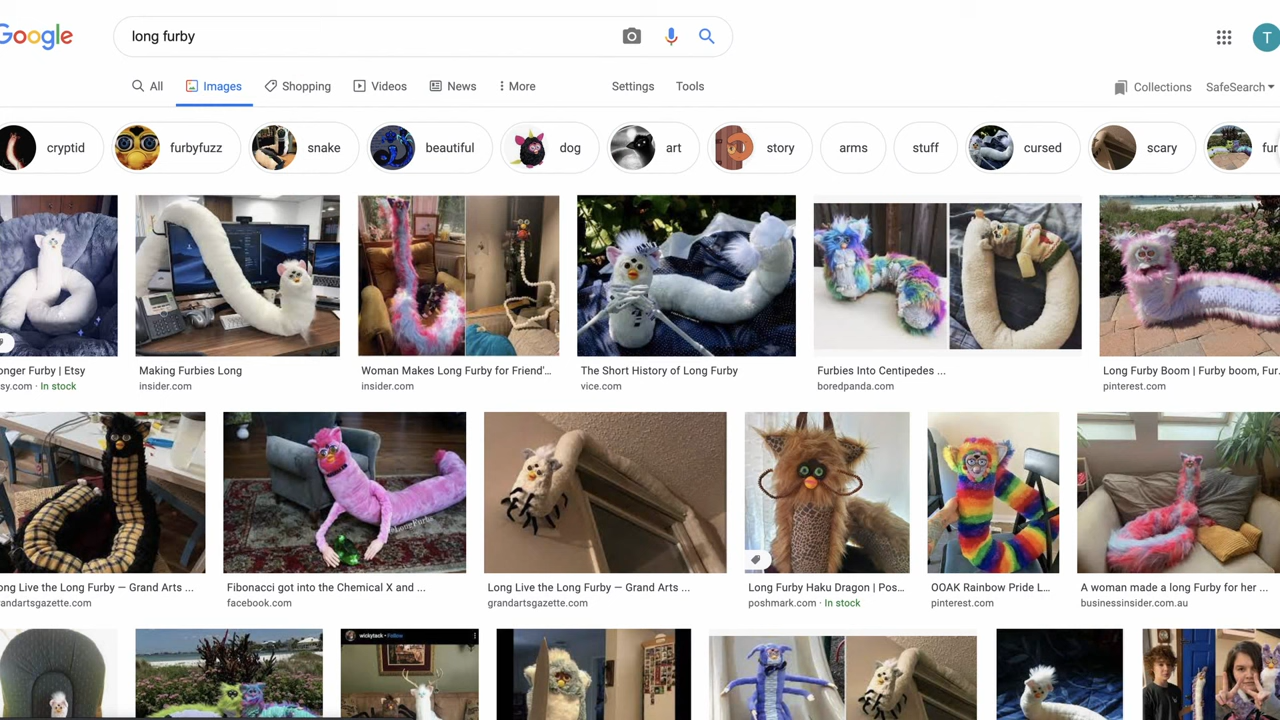 Google
long furby
T
All
Images
Shopping
Videos
News
More
Settings
Tools
Collections
SafeSearch
cryptid
furbyfuzz
snake
beautiful
dog
art
story
arms
stuff
cursed
scary
fur
onger Furby | Etsy
sy.com · In stock
Making Furbies Long
insider.com
Woman Makes Long Furby for Friend'...
insider.com
The Short History of Long Furby
vice.com
Furbies Into Centipedes ...
boredpanda.com
Long Furby Boom | Furby boom, Fur...
pinterest.com
@LongFurbs
ong Live the Long Furby — Grand Arts ...
andartsgazette.com
Fibonacci got into the Chemical X and ...
facebook.com
Long Live the Long Furby — Grand Arts ...
grandartsgazette.com
Long Furby Haku Dragon | Pos...
poshmark.com · In stock
OOAK Rainbow Pride L...
pinterest.com
A woman made a long Furby for her ...
businessinsider.com.au
wickytack • Follow